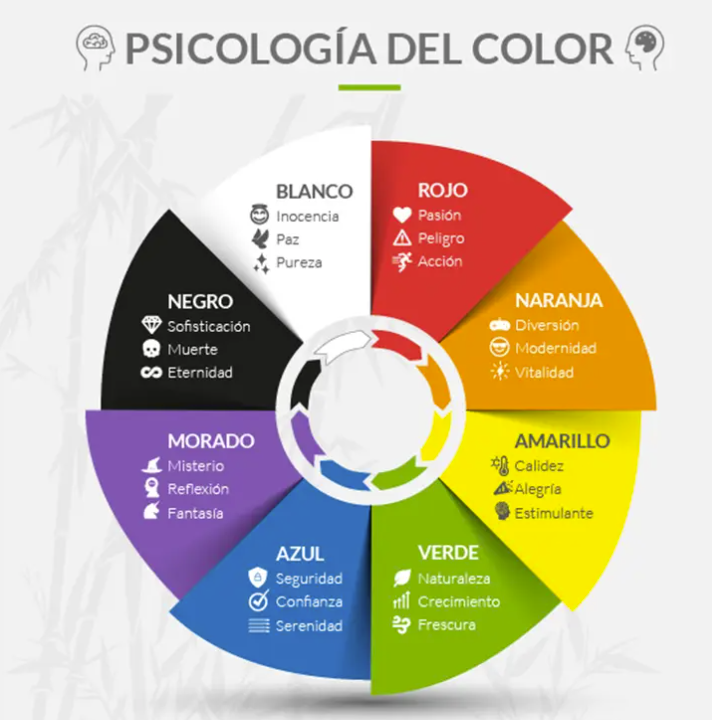 PSICOLOGÍA DEL COLOR
BLANCO
Inocencia
Paz
Pureza
ROJO
Pasión
Peligro
Acción
NARANJA
Diversión
Modernidad
Vitalidad
AMARILLO
Calidez
Alegría
Estimulante
VERDE
Naturaleza
Crecimiento
Frescura
AZUL
Seguridad
Confianza
Serenidad
MORADO
Misterio
Reflexión
Fantasía
NEGRO
Sofisticación
Muerte
Eternidad